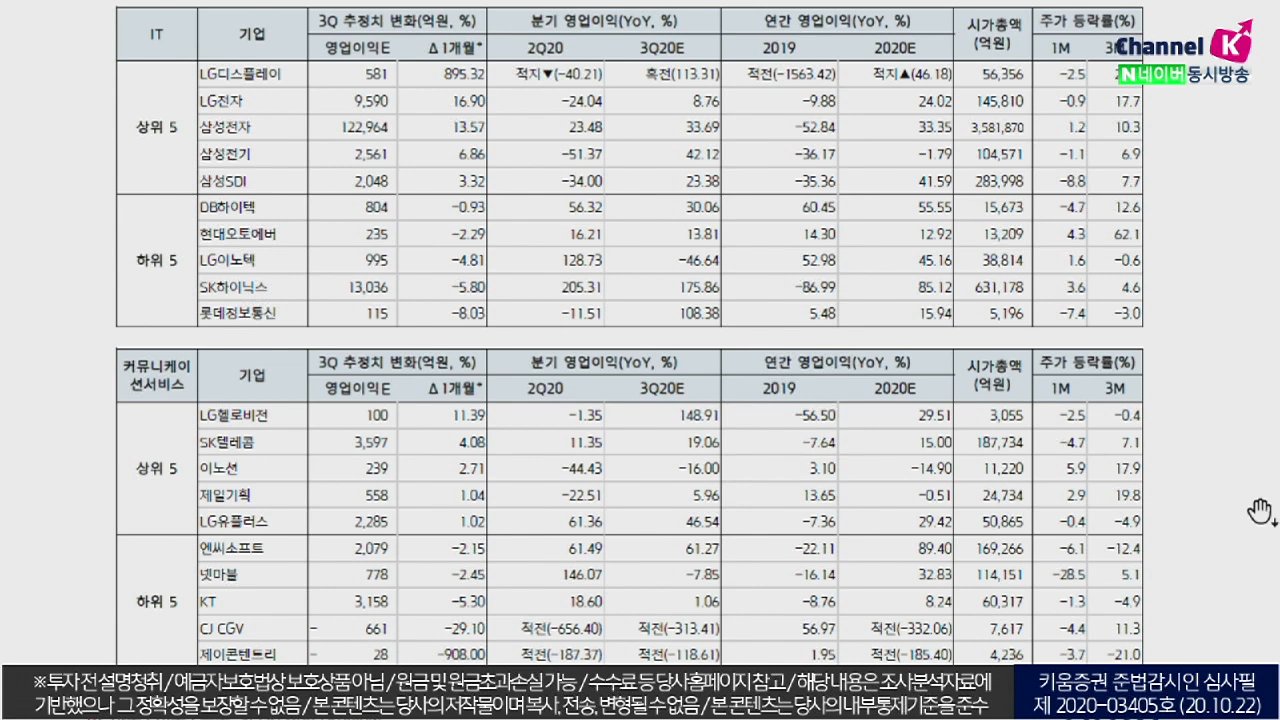 IT 기업 3Q 추정치 변화(억원, %) 분기 영업이익(YoY, %) 연간 영업이익(YoY, %) 시가총액 (억원) 주가 등락률(%)
영업이익E Δ 1개월* 2Q20 3Q20E 2019 2020E 1M
Channel K
N 네이버 동시방송
상위 5
LG디스플레이 581 895.32 적지▼(-40.21) 흑전(113.31) 적전(-1563.42) 적지▲(46.18) 56,356 -2.5
LG전자 9,590 16.90 -24.04 8.76 -9.88 24.02 145,810 -0.9 17.7
삼성전자 122,964 13.57 23.48 33.69 -52.84 33.35 3,581,870 1.2 10.3
삼성전기 2,561 6.86 -51.37 42.12 -36.17 -1.79 104,571 -1.1 6.9
삼성SDI 2,048 3.32 -34.00 23.38 -35.36 41.59 283,998 -8.8 7.7
하위 5
DB하이텍 804 -0.93 56.32 30.06 60.45 55.55 15,673 -4.7 12.6
현대오토에버 235 -2.29 16.21 13.81 14.30 12.92 13,209 4.3 62.1
LG이노텍 995 -4.81 128.73 -46.64 52.98 45.16 38,814 1.6 -0.6
SK하이닉스 13,036 -5.80 205.31 175.86 -86.99 85.12 631,178 3.6 4.6
롯데정보통신 115 -8.03 -11.51 108.38 5.48 15.94 5,196 -7.4 -3.0
커뮤니케이션서비스 기업 3Q 추정치 변화(억원, %) 분기 영업이익(YoY, %) 연간 영업이익(YoY, %) 시가총액 (억원) 주가 등락률(%)
영업이익E Δ 1개월* 2Q20 3Q20E 2019 2020E 1M 3M
상위 5
LG헬로비전 100 11.39 -1.35 148.91 -56.50 29.51 3,055 -2.5 -0.4
SK텔레콤 3,597 4.08 11.35 19.06 -7.64 15.00 187,734 -4.7 7.1
이노션 239 2.71 -44.43 -16.00 3.10 -14.90 11,220 5.9 17.9
제일기획 558 1.04 -22.51 5.96 13.65 -0.51 24,734 2.9 19.8
LG유플러스 2,285 1.02 61.36 46.54 -7.36 29.42 50,865 -0.4 -4.9
하위 5
엔씨소프트 2,079 -2.15 61.49 61.27 -22.11 89.40 169,266 -6.1 -12.4
넷마블 778 -2.45 146.07 -7.85 -16.14 32.83 114,151 -28.5 5.1
KT 3,158 -5.30 18.60 1.06 -8.76 8.24 60,317 -1.3 -4.9
CJ CGV - 661 -29.10 적전(-656.40) 적전(-313.41) 56.97 적전(-332.06) 7,617 -4.4 11.3
제이콘텐트리 - 28 -908.00 적전(-187.37) 적전(-118.61) 1.95 적전(-185.40) 4,236 -3.7 -21.0
※ 투자 전 설명청취 / 예금자보호법상 보호상품 아님 / 원금 및 원금초과손실 가능 / 수수료 등 당사홈페이지 참고 / 해당 내용은 조사분석자료에
기반했으나 그 정확성을 보장할 수 없음 / 본 콘텐츠는 당사의 저작물이며 복사, 전송, 변형될 수 없음 / 본 콘텐츠는 당사의 내부통제기준을 준수
키움증권 준법감시인 심사필
제 2020-03405호 (20.10.22)